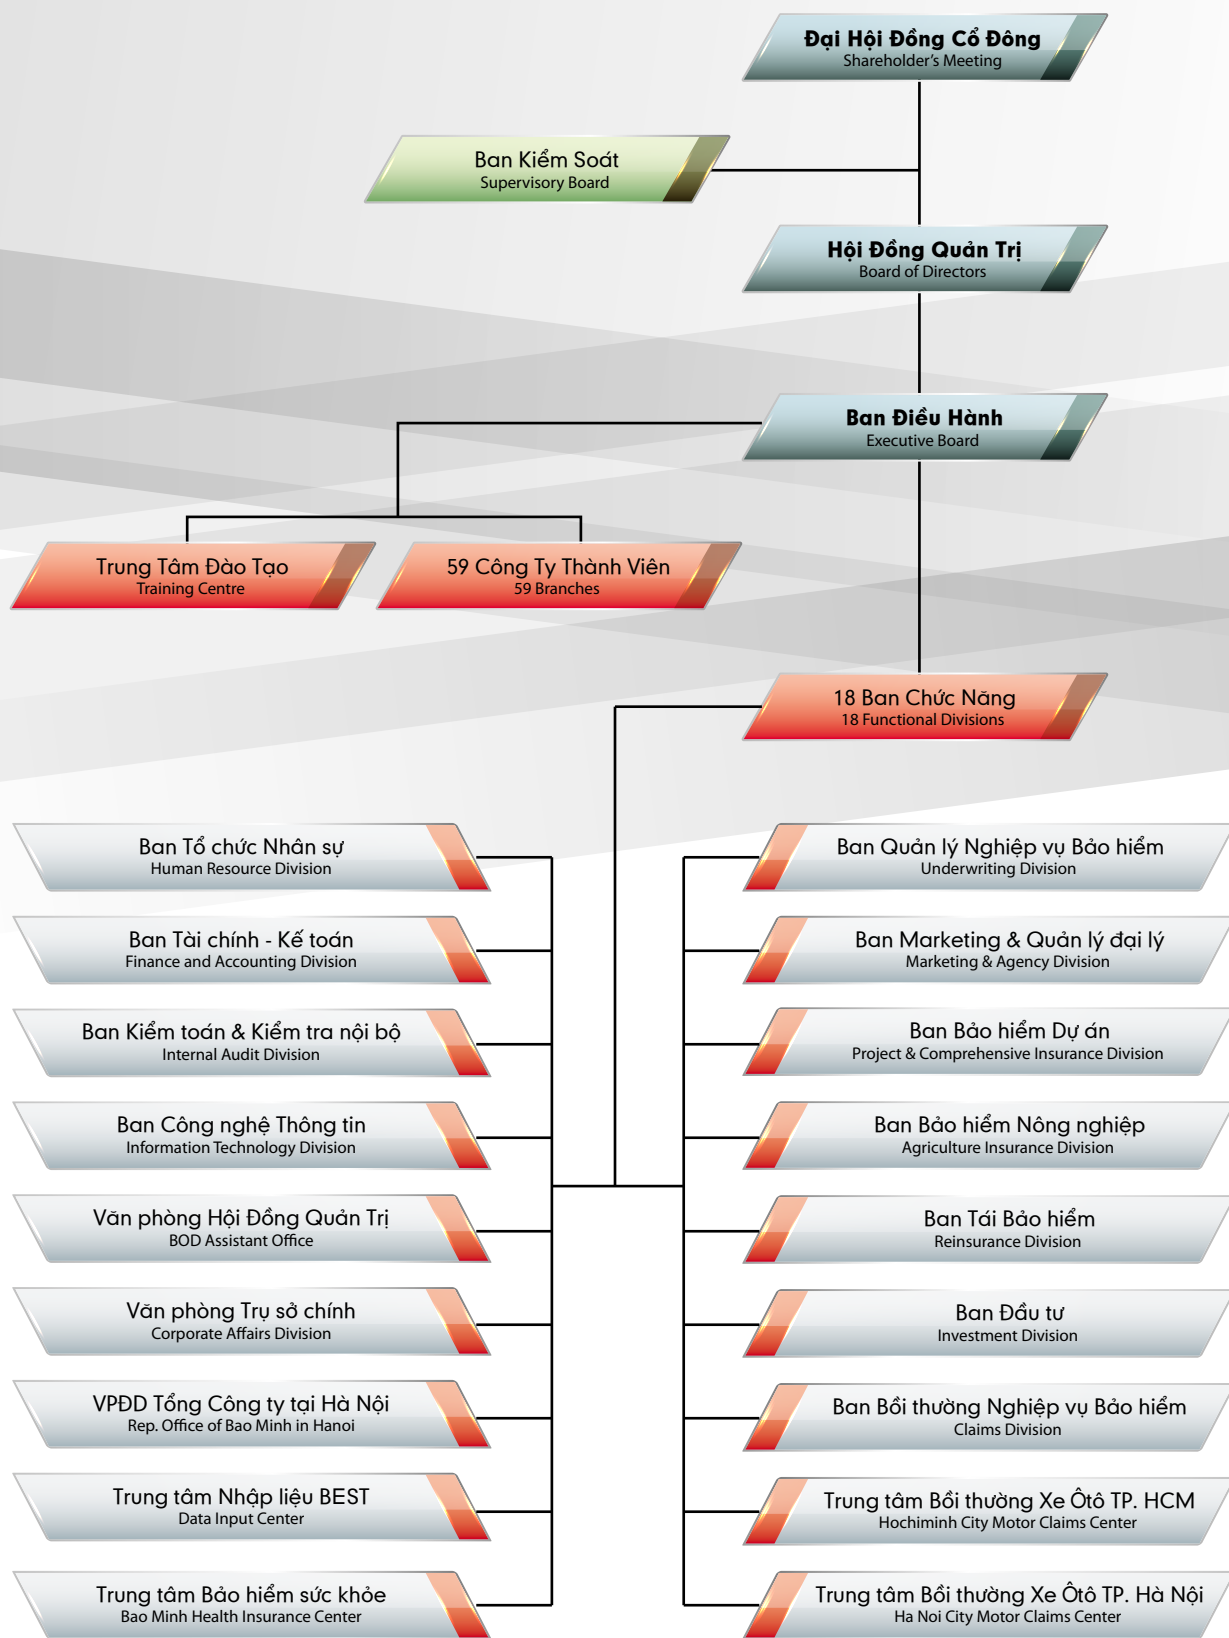 Đại Hội Đồng Cổ Đông
Shareholder's Meeting
Ban Kiểm Soát
Supervisory Board
Hội Đồng Quản Trị
Board of Directors
Ban Điều Hành
Executive Board
Trung Tâm Đào Tạo
Training Centre
59 Công Ty Thành Viên
59 Branches
18 Ban Chức Năng
18 Functional Divisions
Ban Tổ chức Nhân sự
Human Resource Division
Ban Tài chính - Kế toán
Finance and Accounting Division
Ban Kiểm toán & Kiểm tra nội bộ
Internal Audit Division
Ban Công nghệ Thông tin
Information Technology Division
Văn phòng Hội Đồng Quản Trị
BOD Assistant Office
Văn phòng Trụ sở chính
Corporate Affairs Division
VPĐD Tổng Công ty tại Hà Nội
Rep. Office of Bao Minh in Hanoi
Trung tâm Nhập liệu BEST
Data Input Center
Trung tâm Bảo hiểm sức khỏe
Bao Minh Health Insurance Center
Ban Quản lý Nghiệp vụ Bảo hiểm
Underwriting Division
Ban Marketing & Quản lý đại lý
Marketing & Agency Division
Ban Bảo hiểm Dự án
Project & Comprehensive Insurance Division
Ban Bảo hiểm Nông nghiệp
Agriculture Insurance Division
Ban Tái Bảo hiểm
Reinsurance Division
Ban Đầu tư
Investment Division
Ban Bồi thường Nghiệp vụ Bảo hiểm
Claims Division
Trung tâm Bồi thường Xe Ôtô TP. HCM
Hochiminh City Motor Claims Center
Trung tâm Bồi thường Xe Ôtô TP. Hà Nội
Ha Noi City Motor Claims Center